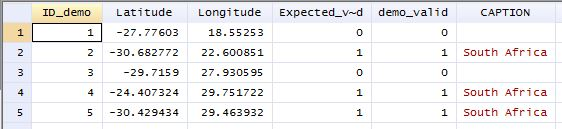 ID_demo Latitude Longitude Expected_v~d demo_valid CAPTION
1 1 -27.77603 18.55253 0 0
2 2 -30.682772 22.600851 1 1 South Africa
3 3 -29.7159 27.930595 0 0
4 4 -24.407324 29.751722 1 1 South Africa
5 5 -30.429434 29.463932 1 1 South Africa